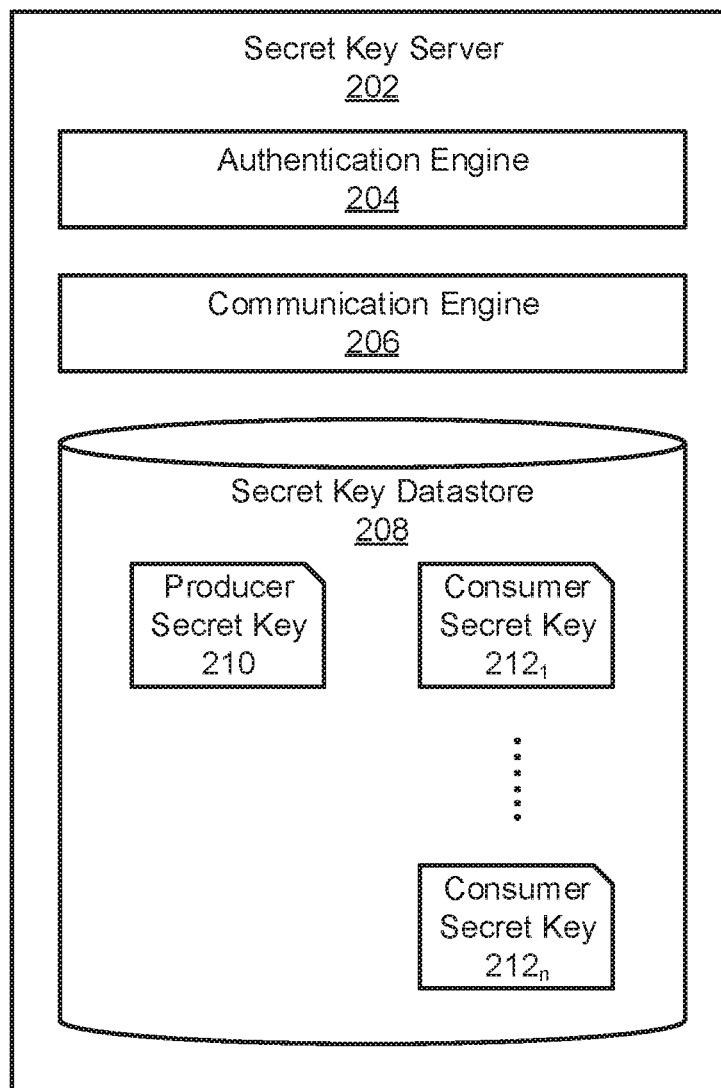 Secret Key Server
202
Authentication Engine
204
Communication Engine
206
Secret Key Datastore
208
Producer
Secret Key
210
Consumer
Secret Key
212₁
Consumer
Secret Key
212ₙ